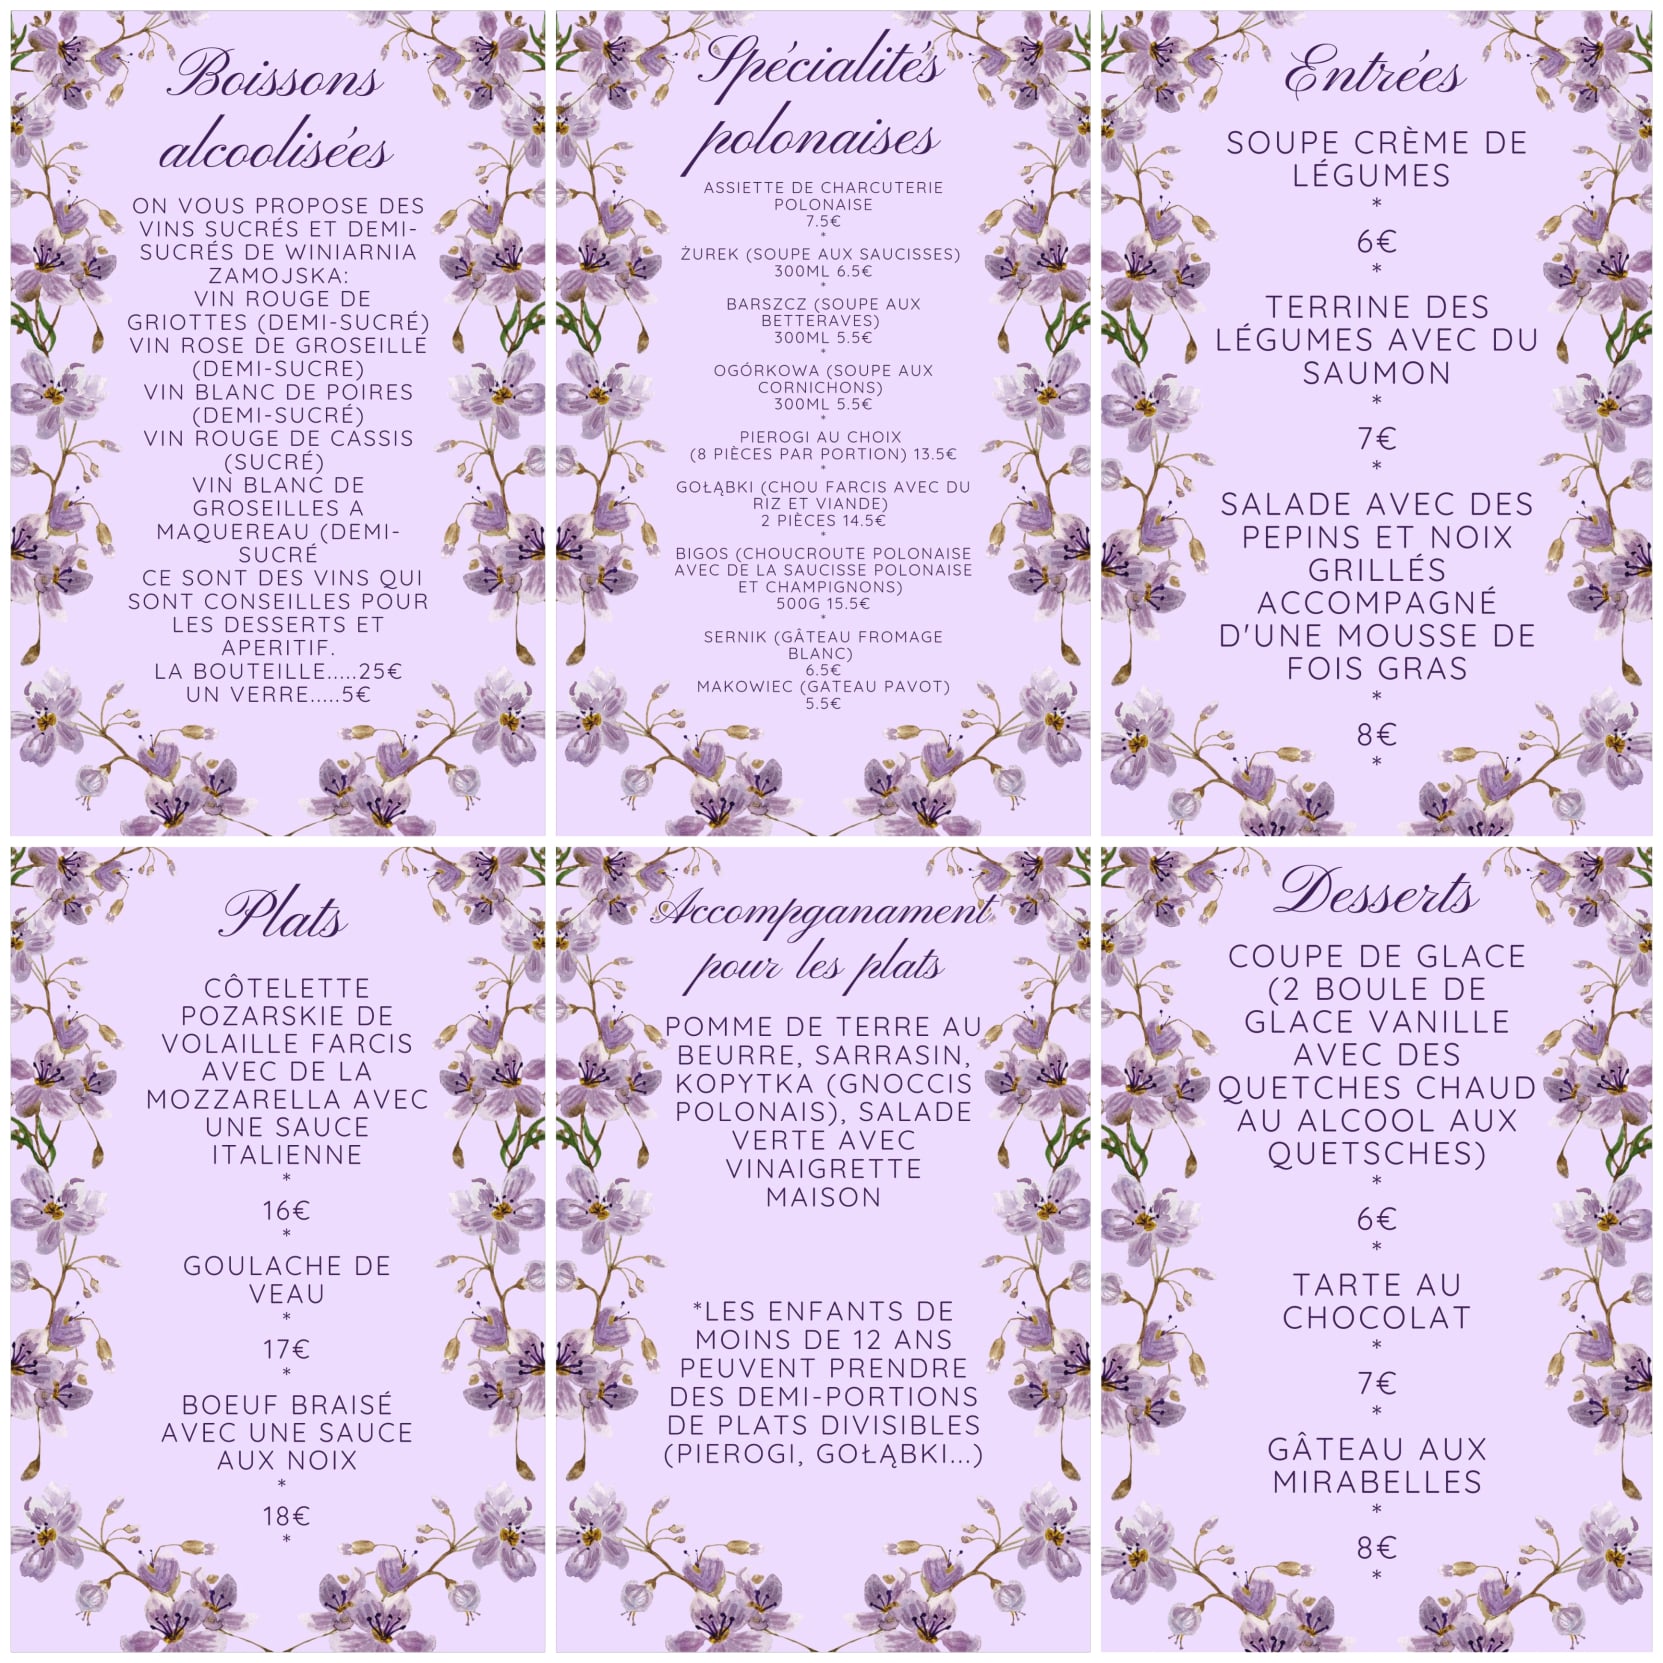 Boissons
alcoolisées
ON VOUS PROPOSE DES
VINS SUCRÉS ET DEMI-
SUCRÉS DE WINIARNIA
ZAMOJSKA:
VIN ROUGE DE
GRIOTTES (DEMI-SUCRÉ)
VIN ROSE DE GROSEILLE
(DEMI-SUCRE)
VIN BLANC DE POIRES
(DEMI-SUCRÉ)
VIN ROUGE DE CASSIS
(SUCRÉ)
VIN BLANC DE
GROSEILLES A
MAQUEREAU (DEMI-
SUCRÉ
CE SONT DES VINS QUI
SONT CONSEILLES POUR
LES DESSERTS ET
APERITIF.
LA BOUTEILLE.....25€
UN VERRE.....5€
Spécialités
polonaises
ASSIETTE DE CHARCUTERIE
POLONAISE
7.5€
*
ŻUREK (SOUPE AUX SAUCISSES)
300ML 6.5€
*
BARSZCZ (SOUPE AUX
BETTERAVES)
300ML 5.5€
*
OGÓRKOWA (SOUPE AUX
CORNICHONS)
300ML 5.5€
*
PIEROGI AU CHOIX
(8 PIÈCES PAR PORTION) 13.5€
*
GOŁĄBKI (CHOU FARCIS AVEC DU
RIZ ET VIANDE)
2 PIÈCES 14.5€
*
BIGOS (CHOUCROUTE POLONAISE
AVEC DE LA SAUCISSE POLONAISE
ET CHAMPIGNONS)
500G 15.5€
*
SERNIK (GÂTEAU FROMAGE
BLANC)
6.5€
MAKOWIEC (GATEAU PAVOT)
5.5€
Entrées
SOUPE CRÈME DE
LÉGUMES
*
6€
*
TERRINE DES
LÉGUMES AVEC DU
SAUMON
*
7€
*
SALADE AVEC DES
PEPINS ET NOIX
GRILLÉS
ACCOMPAGNÉ
D'UNE MOUSSE DE
FOIS GRAS
*
8€
*
Plats
CÔTELETTE
POZARSKIE DE
VOLAILLE FARCIS
AVEC DE LA
MOZZARELLA AVEC
UNE SAUCE
ITALIENNE
*
16€
*
GOULACHE DE
VEAU
*
17€
*
BOEUF BRAISÉ
AVEC UNE SAUCE
AUX NOIX
*
18€
*
Accompganament
pour les plats
POMME DE TERRE AU
BEURRE, SARRASIN,
KOPYTKA (GNOCCIS
POLONAIS), SALADE
VERTE AVEC
VINAIGRETTE
MAISON
*LES ENFANTS DE
MOINS DE 12 ANS
PEUVENT PRENDRE
DES DEMI-PORTIONS
DE PLATS DIVISIBLES
(PIEROGI, GOŁĄBKI...)
Desserts
COUPE DE GLACE
(2 BOULE DE
GLACE VANILLE
AVEC DES
QUETCHES CHAUD
AU ALCOOL AUX
QUETSCHES)
*
6€
*
TARTE AU
CHOCOLAT
*
7€
*
GÂTEAU AUX
MIRABELLES
*
8€
*